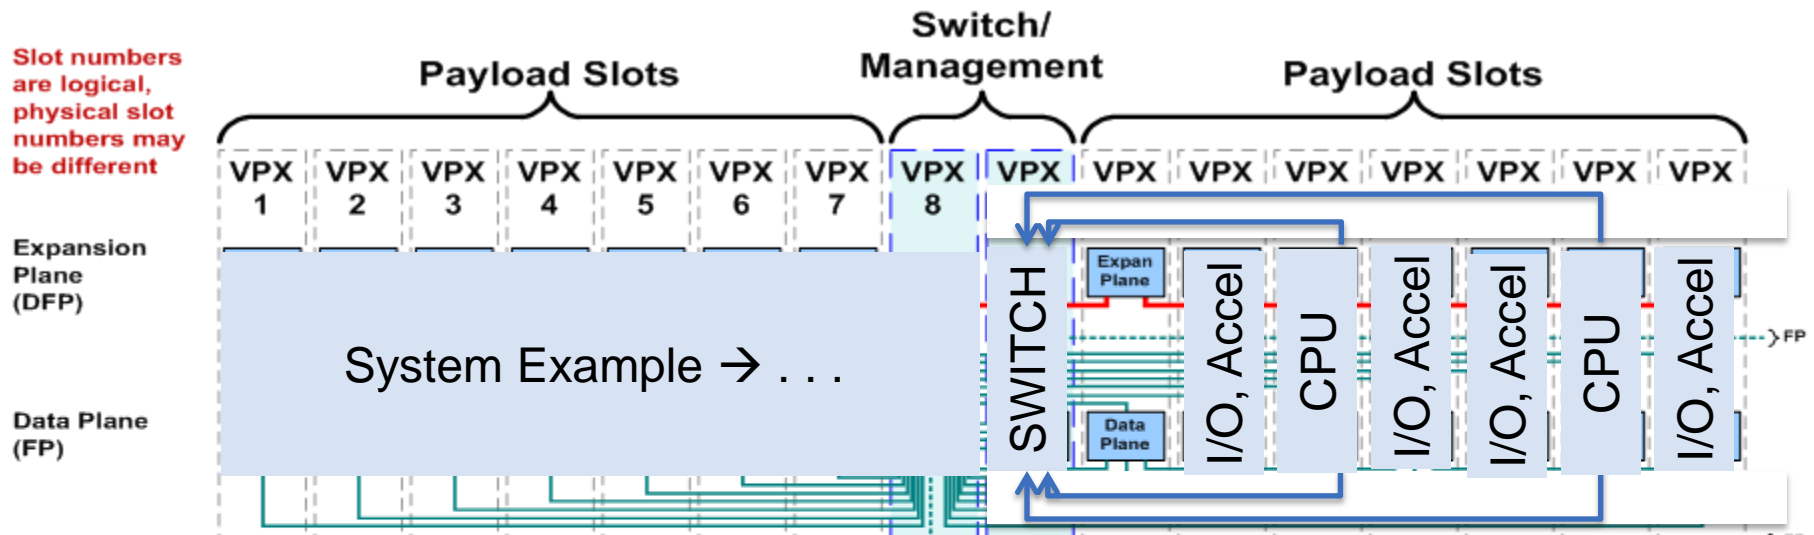 Slot numbers
are logical,
physical slot
numbers may
be different
Payload Slots
Switch/
Management
Payload Slots
VPX
1
VPX
2
VPX
3
VPX
4
VPX
5
VPX
6
VPX
7
VPX
8
VPX
VPX
VPX
VPX
VPX
VPX
VPX
VPX
Expansion
Plane
(DFP)
Data Plane
(FP)
System Example → . . .
SWITCH
Expan
Plane
Data
Plane
I/O, Accel
CPU
I/O, Accel
I/O, Accel
CPU
I/O, Accel
FP